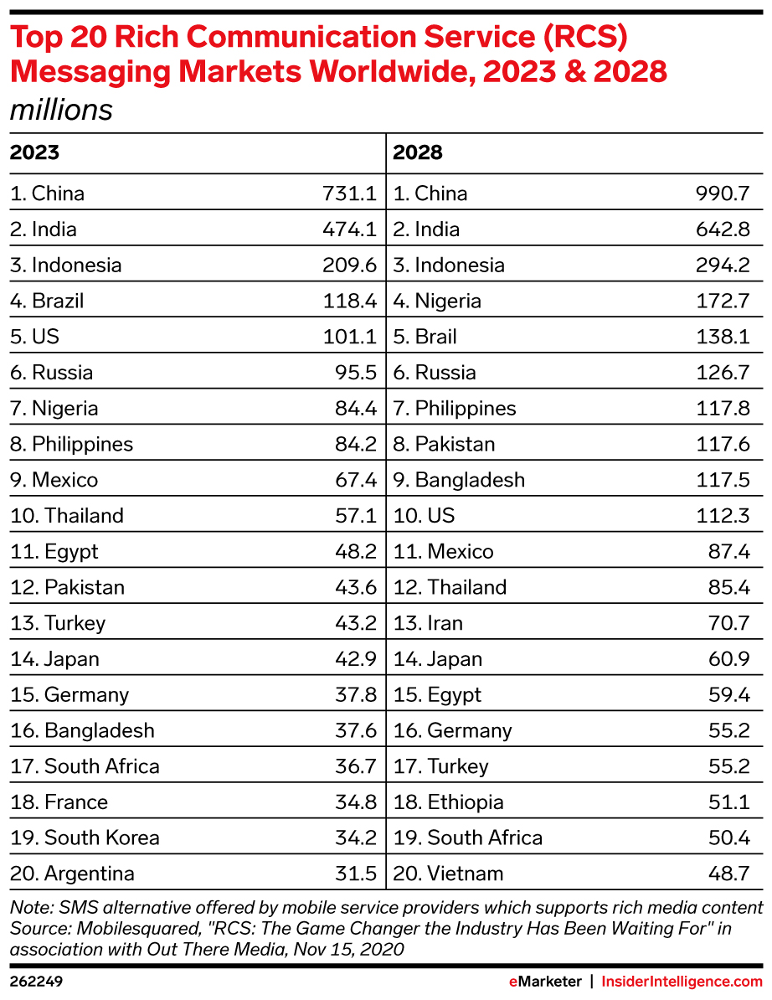 Top 20 Rich Communication Service (RCS)
Messaging Markets Worldwide, 2023 & 2028
millions
2023 2028
1. China 731.1 1. China 990.7
2. India 474.1 2. India 642.8
3. Indonesia 209.6 3. Indonesia 294.2
4. Brazil 118.4 4. Nigeria 172.7
5. US 101.1 5. Brail 138.1
6. Russia 95.5 6. Russia 126.7
7. Nigeria 84.4 7. Philippines 117.8
8. Philippines 84.2 8. Pakistan 117.6
9. Mexico 67.4 9. Bangladesh 117.5
10. Thailand 57.1 10. US 112.3
11. Egypt 48.2 11. Mexico 87.4
12. Pakistan 43.6 12. Thailand 85.4
13. Turkey 43.2 13. Iran 70.7
14. Japan 42.9 14. Japan 60.9
15. Germany 37.8 15. Egypt 59.4
16. Bangladesh 37.6 16. Germany 55.2
17. South Africa 36.7 17. Turkey 55.2
18. France 34.8 18. Ethiopia 51.1
19. South Korea 34.2 19. South Africa 50.4
20. Argentina 31.5 20. Vietnam 48.7
Note: SMS alternative offered by mobile service providers which supports rich media content
Source: Mobilesquared, "RCS: The Game Changer the Industry Has Been Waiting For" in
association with Out There Media, Nov 15, 2020
262249 eMarketer | InsiderIntelligence.com